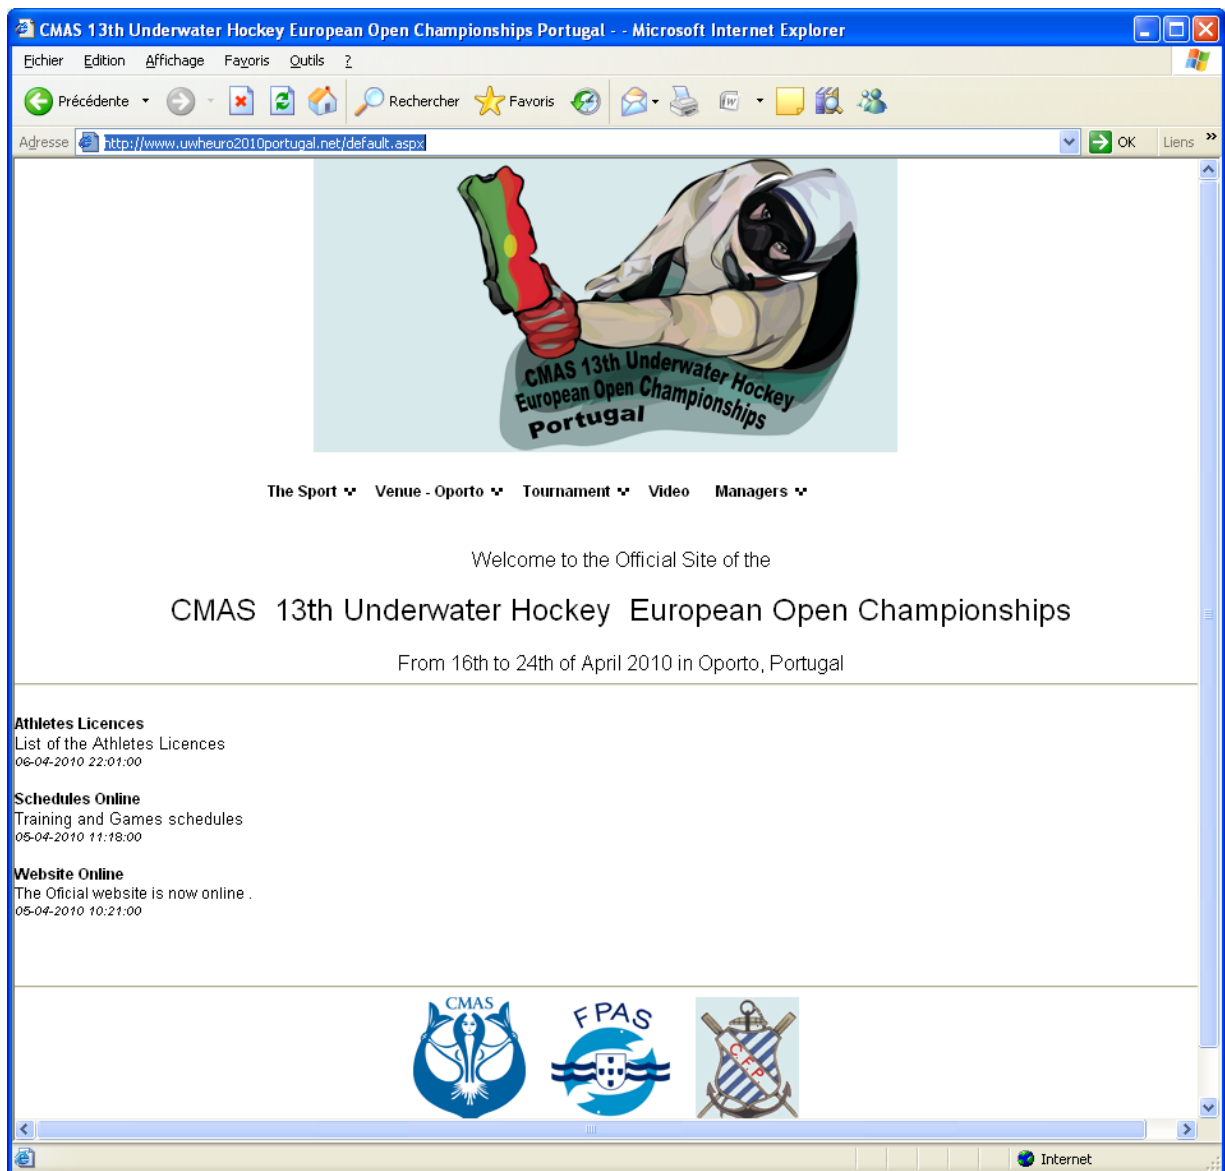 CMAS 13th Underwater Hockey European Open Championships Portugal - - Microsoft Internet Explorer
Fichier Edition Affichage Favoris Outils ?
Précédente Rechercher Favoris
Adresse http://www.uwheuro2010portugal.net/default.aspx OK Liens »
CMAS 13th Underwater Hockey
European Open Championships
Portugal
The Sport Venue - Oporto Tournament Video Managers
Welcome to the Official Site of the
CMAS 13th Underwater Hockey European Open Championships
From 16th to 24th of April 2010 in Oporto, Portugal
Athletes Licences
List of the Athletes Licences
06-04-2010 22:01:00
Schedules Online
Training and Games schedules
05-04-2010 11:18:00
Website Online
The Oficial website is now online .
05-04-2010 10:21:00
CMAS FPAS C.F.P
Internet